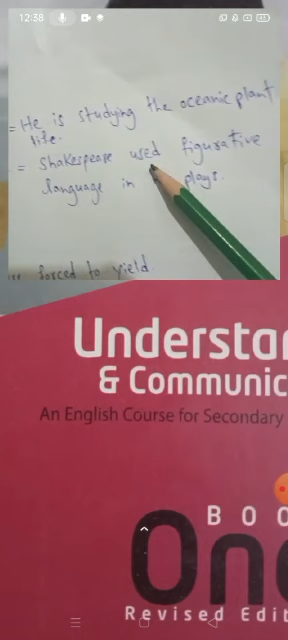 12:38
= He is studying the oceanic plant
life.
= Shakespeare used figurative
language in plays.
forced to yield.
Understa
& Communic
An English Course for Secondary
BOO
One
Revised Edit